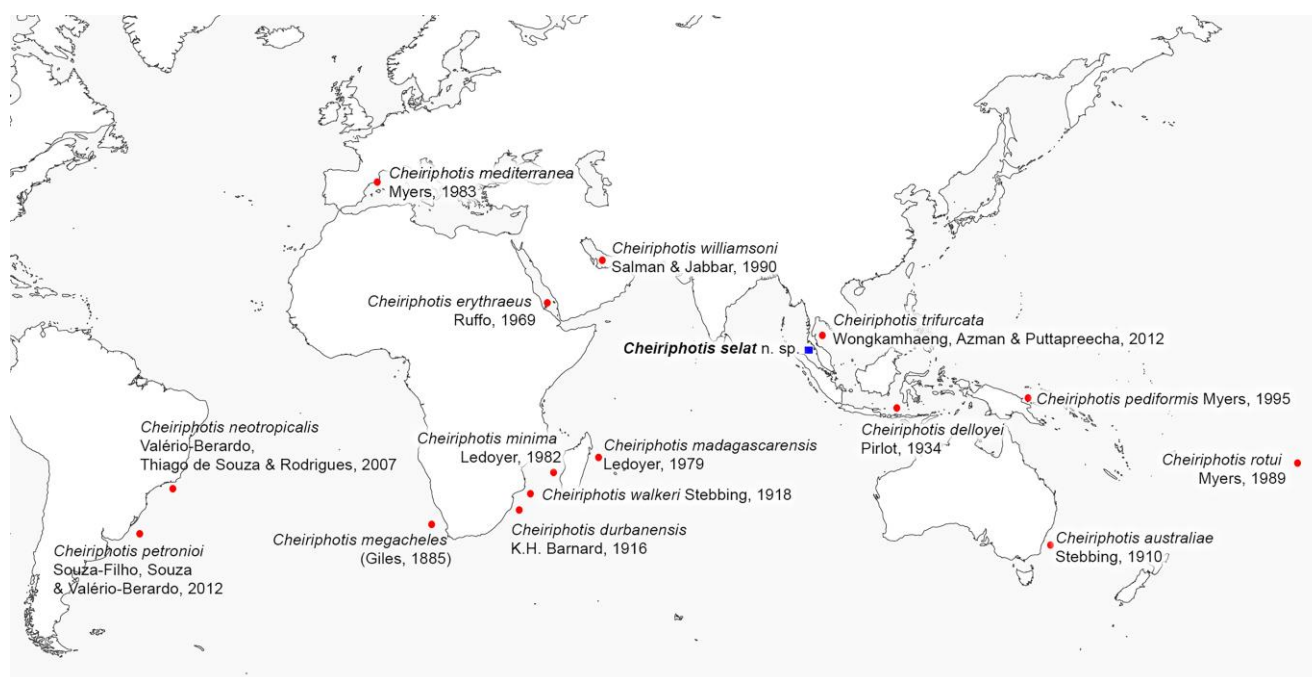 Cheiriphotis mediterranea
Myers, 1983
Cheiriphotis williamsoni
Salman & Jabbar, 1990
Cheiriphotis erythraeus
Ruffo, 1969
Cheiriphotis trifurcata
Wongkamhaeng, Azman & Puttapreecha, 2012
Cheiriphotis selat n. sp.
Cheiriphotis pediformis Myers, 1995
Cheiriphotis delloyei
Pirlot, 1934
Cheiriphotis neotropicalis
Valério-Berardo,
Thiago de Souza & Rodrigues, 2007
Cheiriphotis minima
Ledoyer, 1982
Cheiriphotis madagascarensis
Ledoyer, 1979
Cheiriphotis rotui
Myers, 1989
Cheiriphotis walkeri Stebbing, 1918
Cheiriphotis megacheles
(Giles, 1885)
Cheiriphotis durbanensis
K.H. Barnard, 1916
Cheiriphotis australiae
Stebbing, 1910
Cheiriphotis petronioi
Souza-Filho, Souza
& Valério-Berardo, 2012